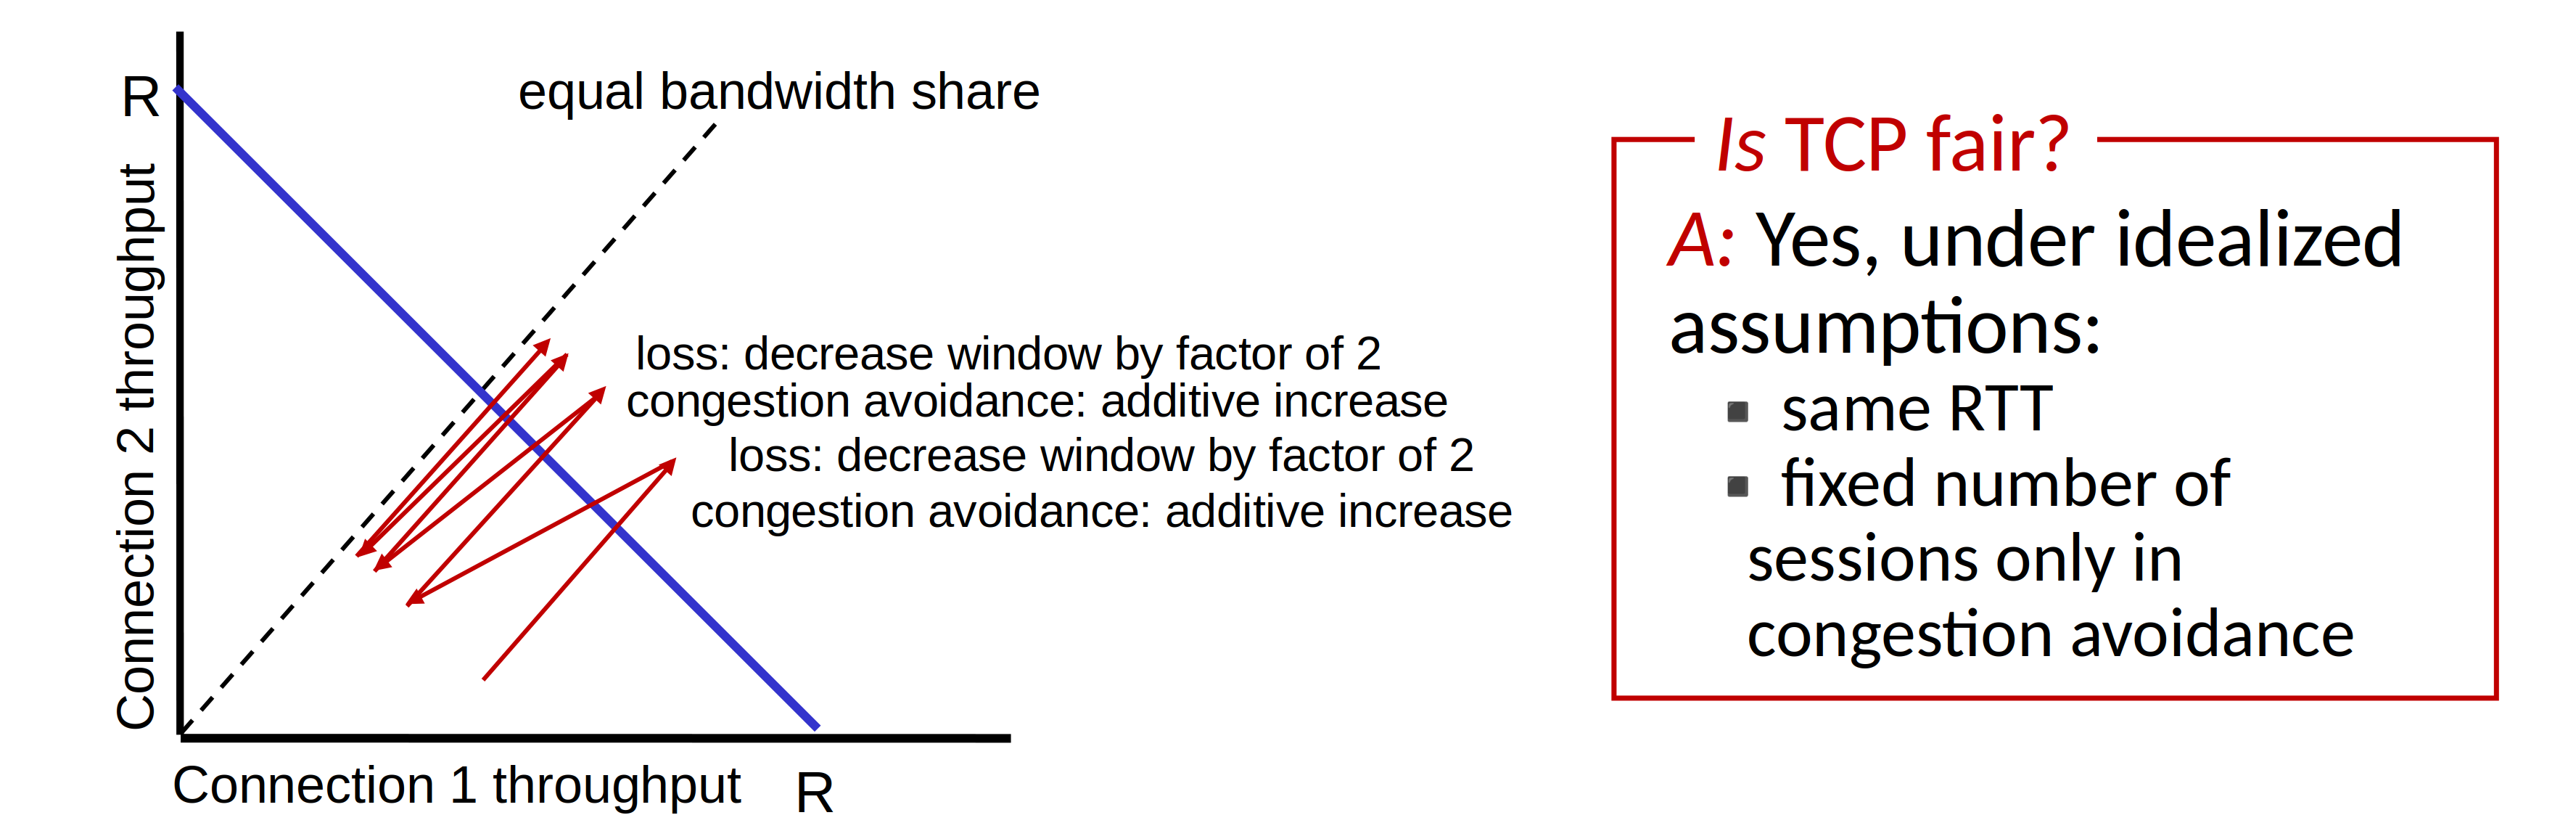 R
equal bandwidth share
Connection 2 throughput
loss: decrease window by factor of 2
congestion avoidance: additive increase
loss: decrease window by factor of 2
congestion avoidance: additive increase
Connection 1 throughput
R
Is TCP fair?
A: Yes, under idealized
assumptions:
▪ same RTT
▪ fixed number of
sessions only in
congestion avoidance